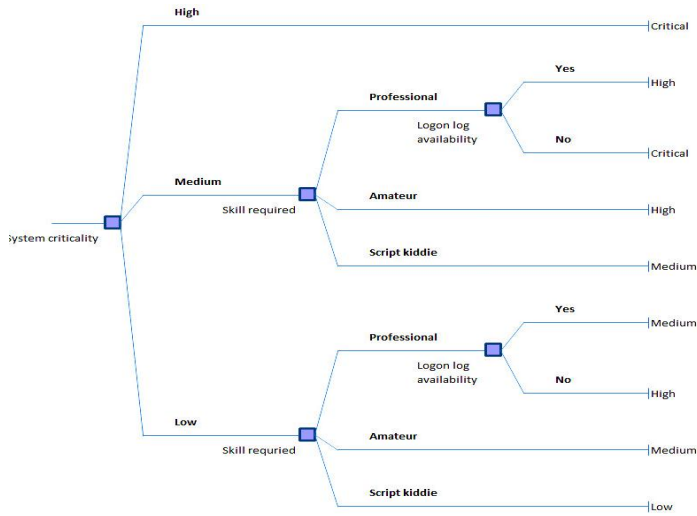 High
Critical
Yes
High
Professional
Logon log
availability
No
Critical
Medium
Skill required
Amateur
High
System criticality
Script kiddie
Medium
Yes
Medium
Professional
Logon log
availability
No
High
Low
Skill requried
Amateur
Medium
Script kiddie
Low